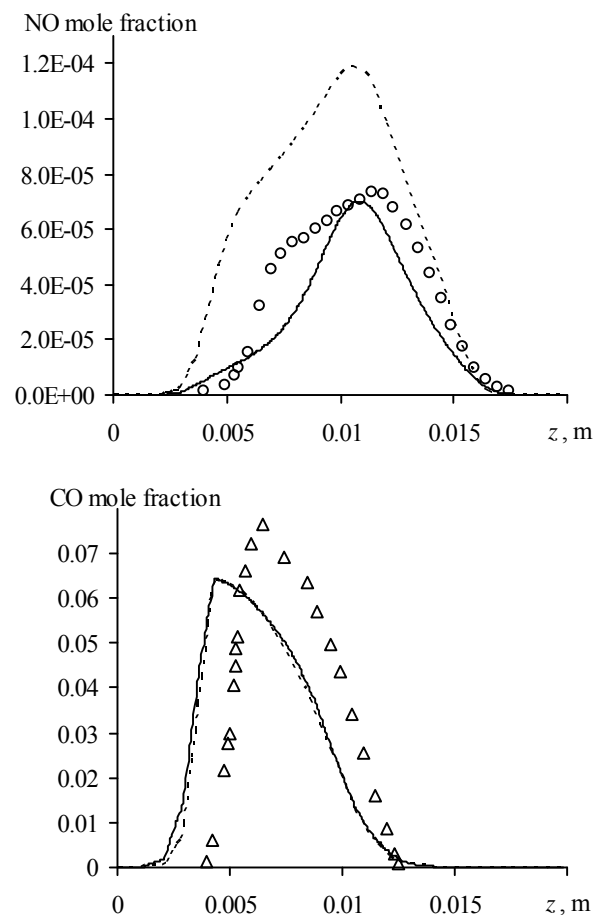 NO mole fraction
1.2E-04
1.0E-04
8.0E-05
6.0E-05
4.0E-05
2.0E-05
0.0E+00
0 0.005 0.01 0.015 z, m
CO mole fraction
0.07
0.06
0.05
0.04
0.03
0.02
0.01
0
0 0.005 0.01 0.015 z, m